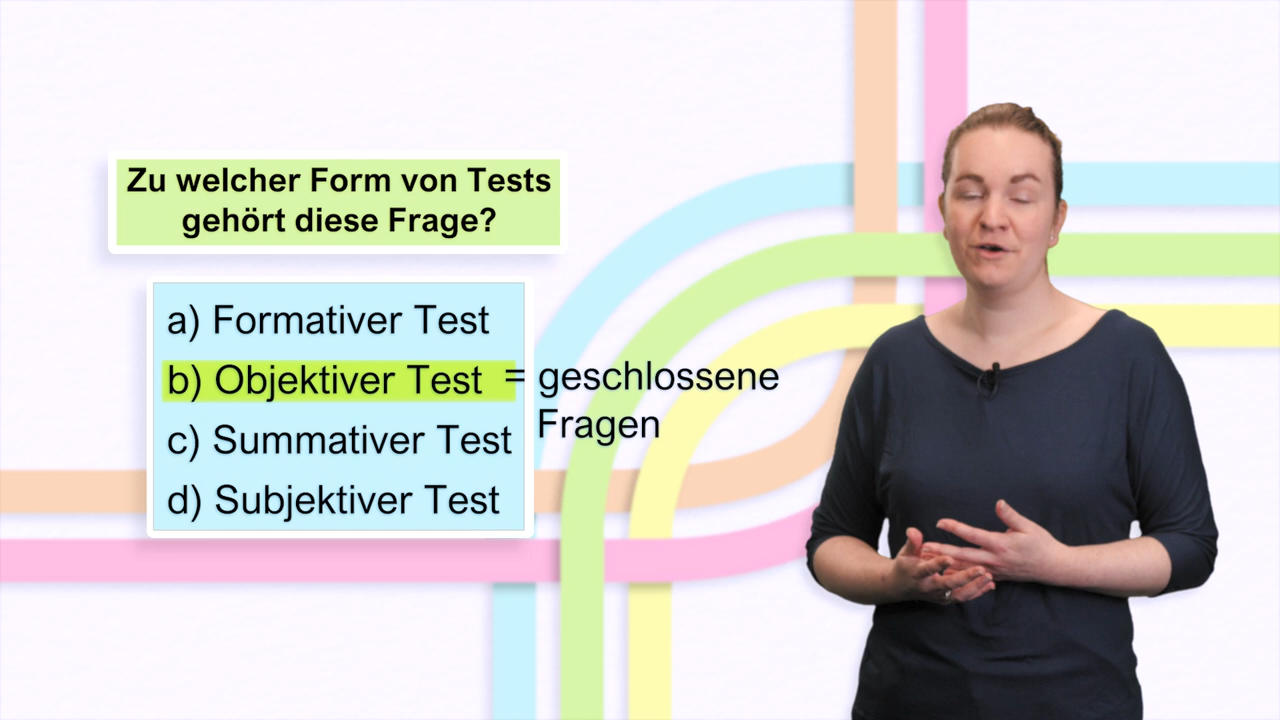 Zu welcher Form von Tests
gehört diese Frage?
a) Formativer Test
b) Objektiver Test = geschlossene
Fragen
c) Summativer Test
d) Subjektiver Test